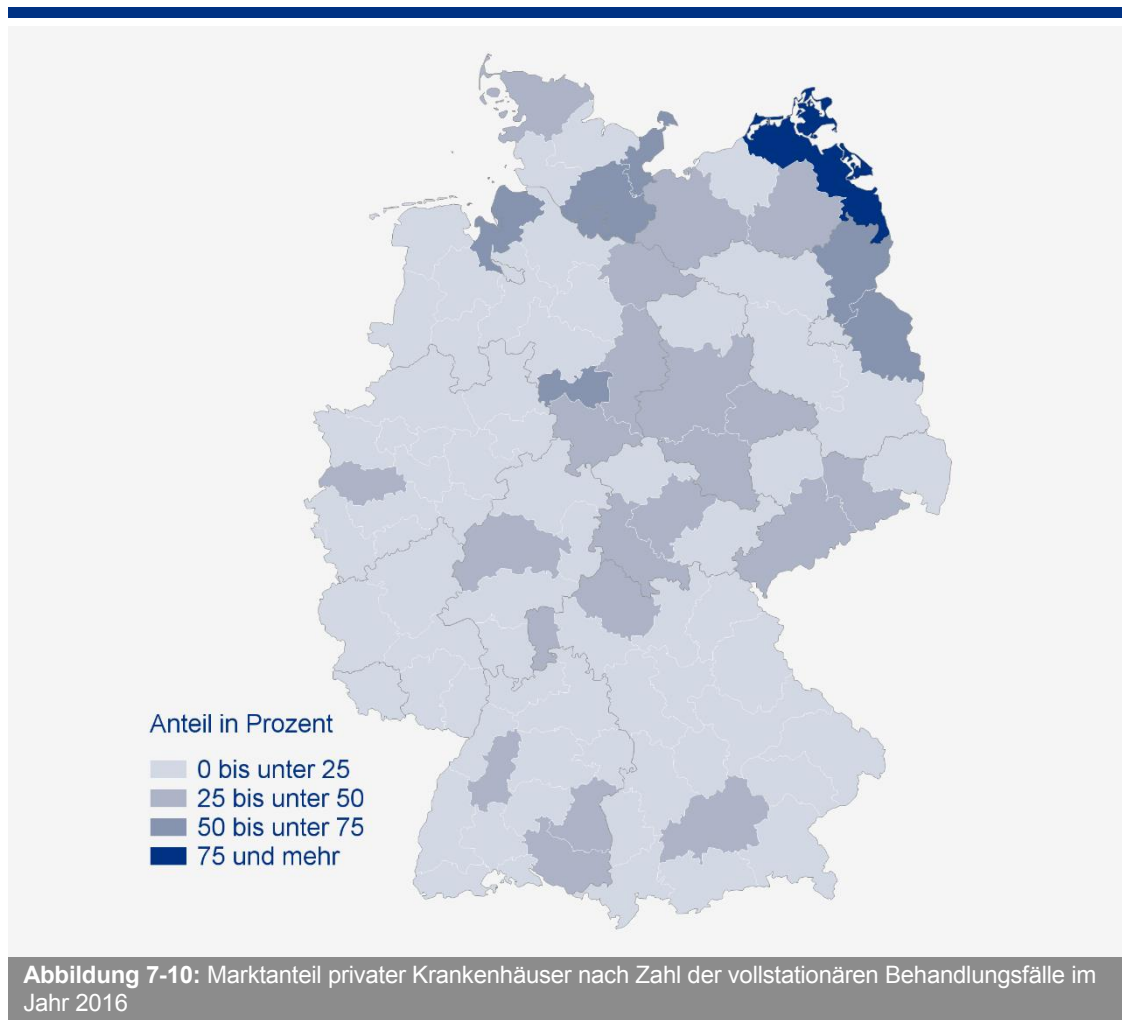 Anteil in Prozent
0 bis unter 25
25 bis unter 50
50 bis unter 75
75 und mehr
Abbildung 7-10: Marktanteil privater Krankenhäuser nach Zahl der vollstationären Behandlungsfälle im
Jahr 2016